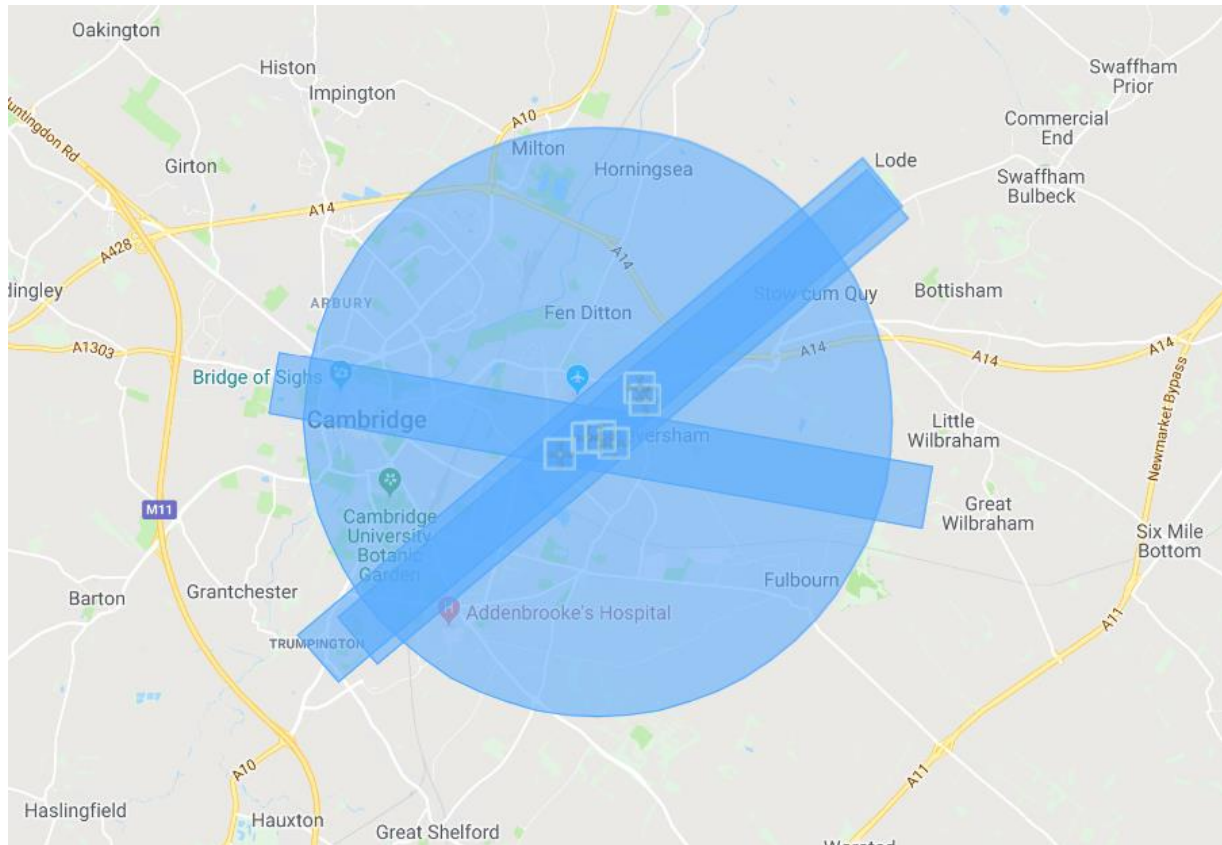 Oakington
Histon
Impington
Swaffham
Prior
Huntingdon Rd
A10
Commercial
End
Milton
Girton
Horningsea
Lode
Swaffham
Bulbeck
A14
A428
A14
dingley
ARBURY
Stow cum Quy
Bottisham
Fen Ditton
A1303
A14
A14
A14
Bridge of Sighs
Newmarket Bypass
Cambridge
Little
Wilbraham
M11
Cambridge
University
Botanic
Garden
Great
Wilbraham
Six Mile
Bottom
Fulbourn
Barton
Grantchester
Addenbrooke's Hospital
H
A11
TRUMPINGTON
A10
A11
Haslingfield
Hauxton
Great Shelford